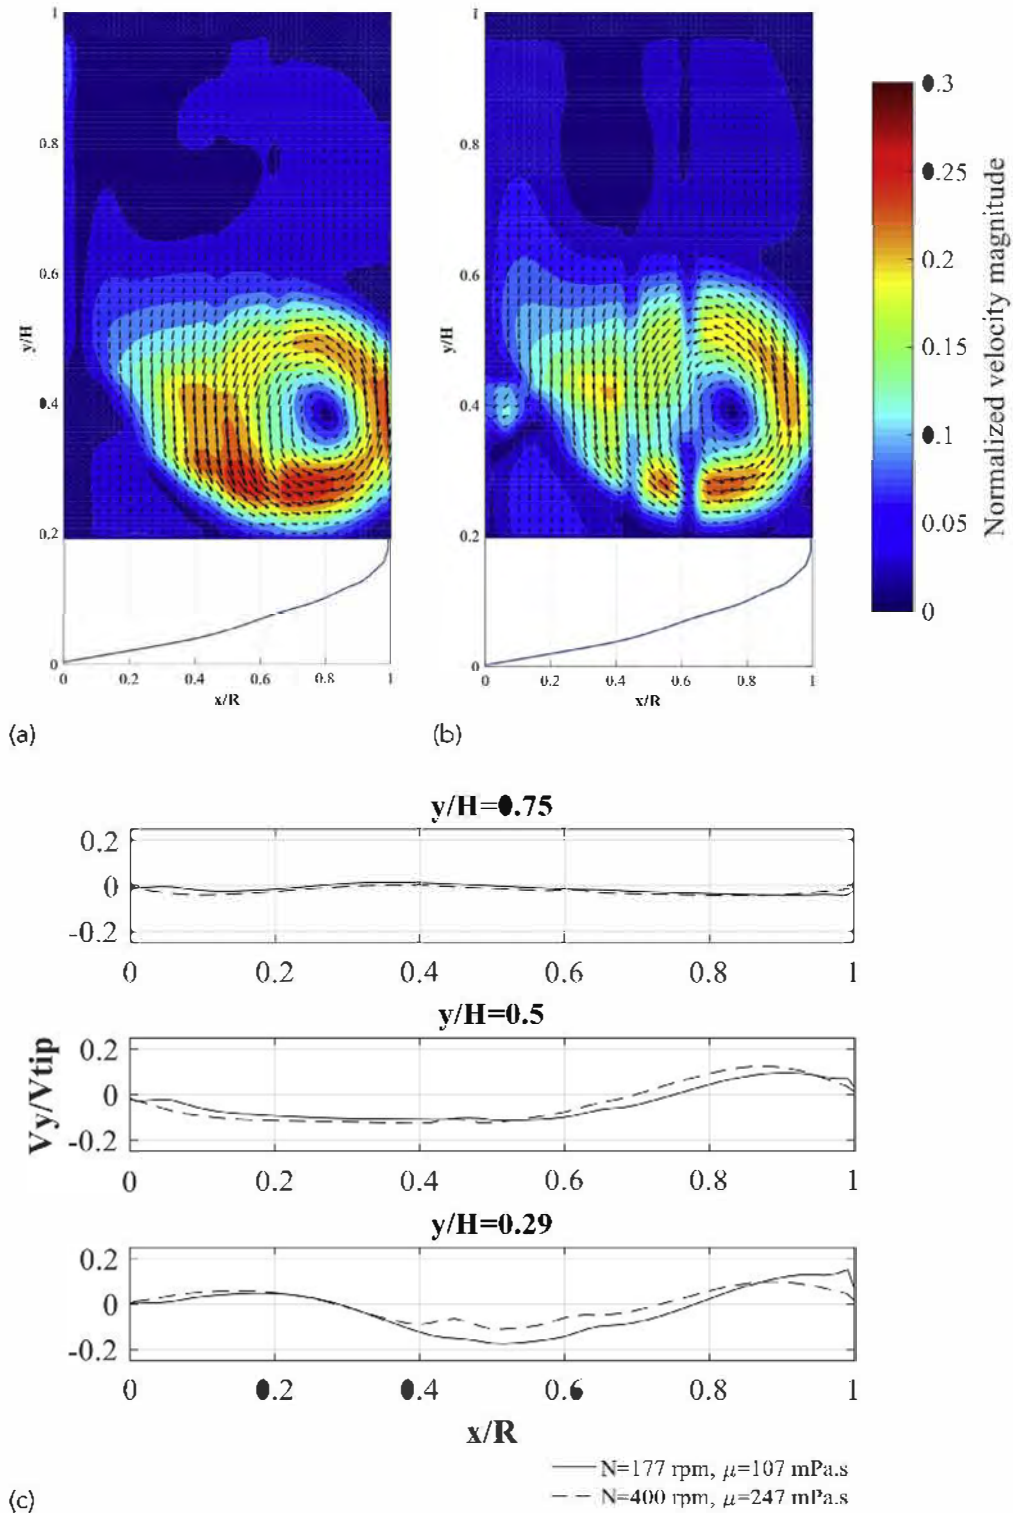 1
0.8
0.6
y/H
0.4
0.2
0
0 0.2 0.4 0.6 0.8 1
x/R
(a)
1
0.8
0.6
y/H
0.4
0.2
0
0 0.2 0.4 0.6 0.8 1
x/R
(b)
0.3
0.25
0.2
0.15
0.1
0.05
0
Normalized velocity magnitude
y/H=0.75
0.2
0
-0.2
0 0.2 0.4 0.6 0.8 1
y/H=0.5
0.2
0
-0.2
0 0.2 0.4 0.6 0.8 1
Vy/Vtip
y/H=0.29
0.2
0
-0.2
0 0.2 0.4 0.6 0.8 1
x/R
N=177 rpm, μ=107 mPa.s
N=400 rpm, μ=247 mPa.s
(c)